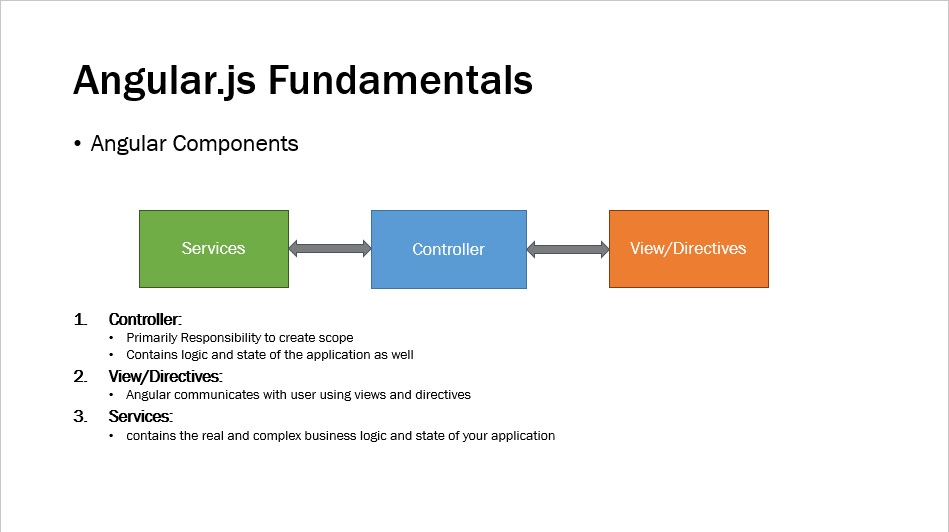 Angular.js Fundamentals
• Angular Components
Services
Controller
View/Directives
1. Controller:
• Primarily Responsibility to create scope
• Contains logic and state of the application as well
2. View/Directives:
• Angular communicates with user using views and directives
3. Services:
• contains the real and complex business logic and state of your application